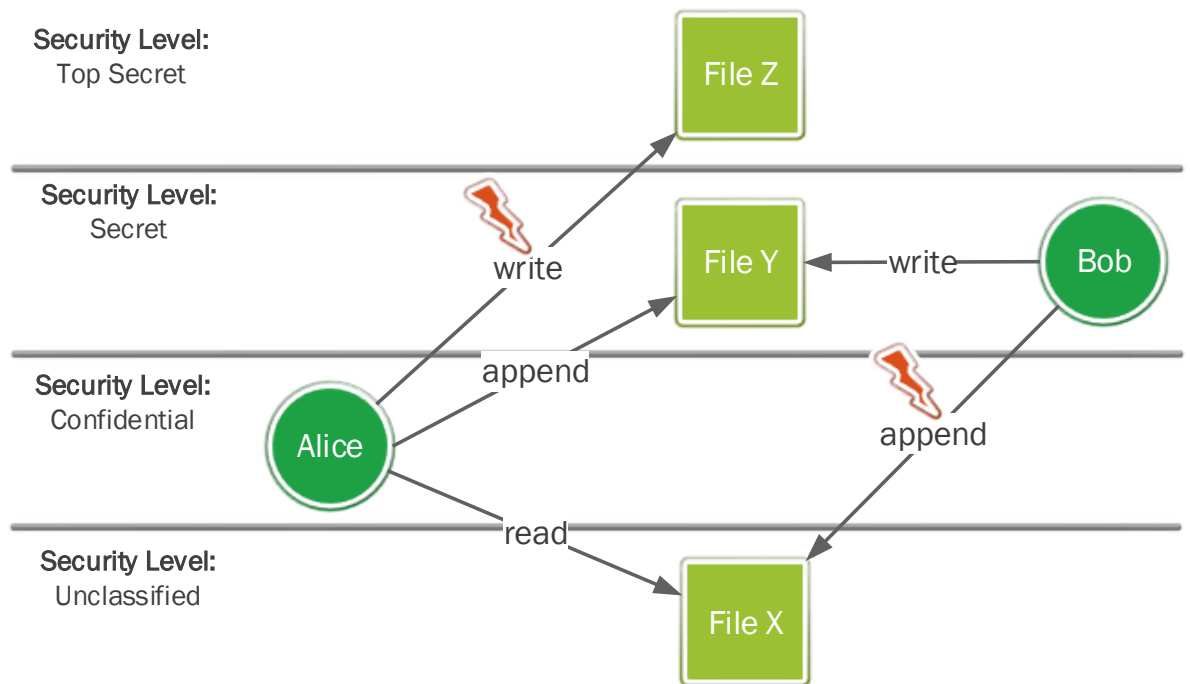 Security Level:
Top Secret
File Z
Security Level:
Secret
write
File Y
write
Bob
Security Level:
Confidential
append
Alice
append
read
Security Level:
Unclassified
File X